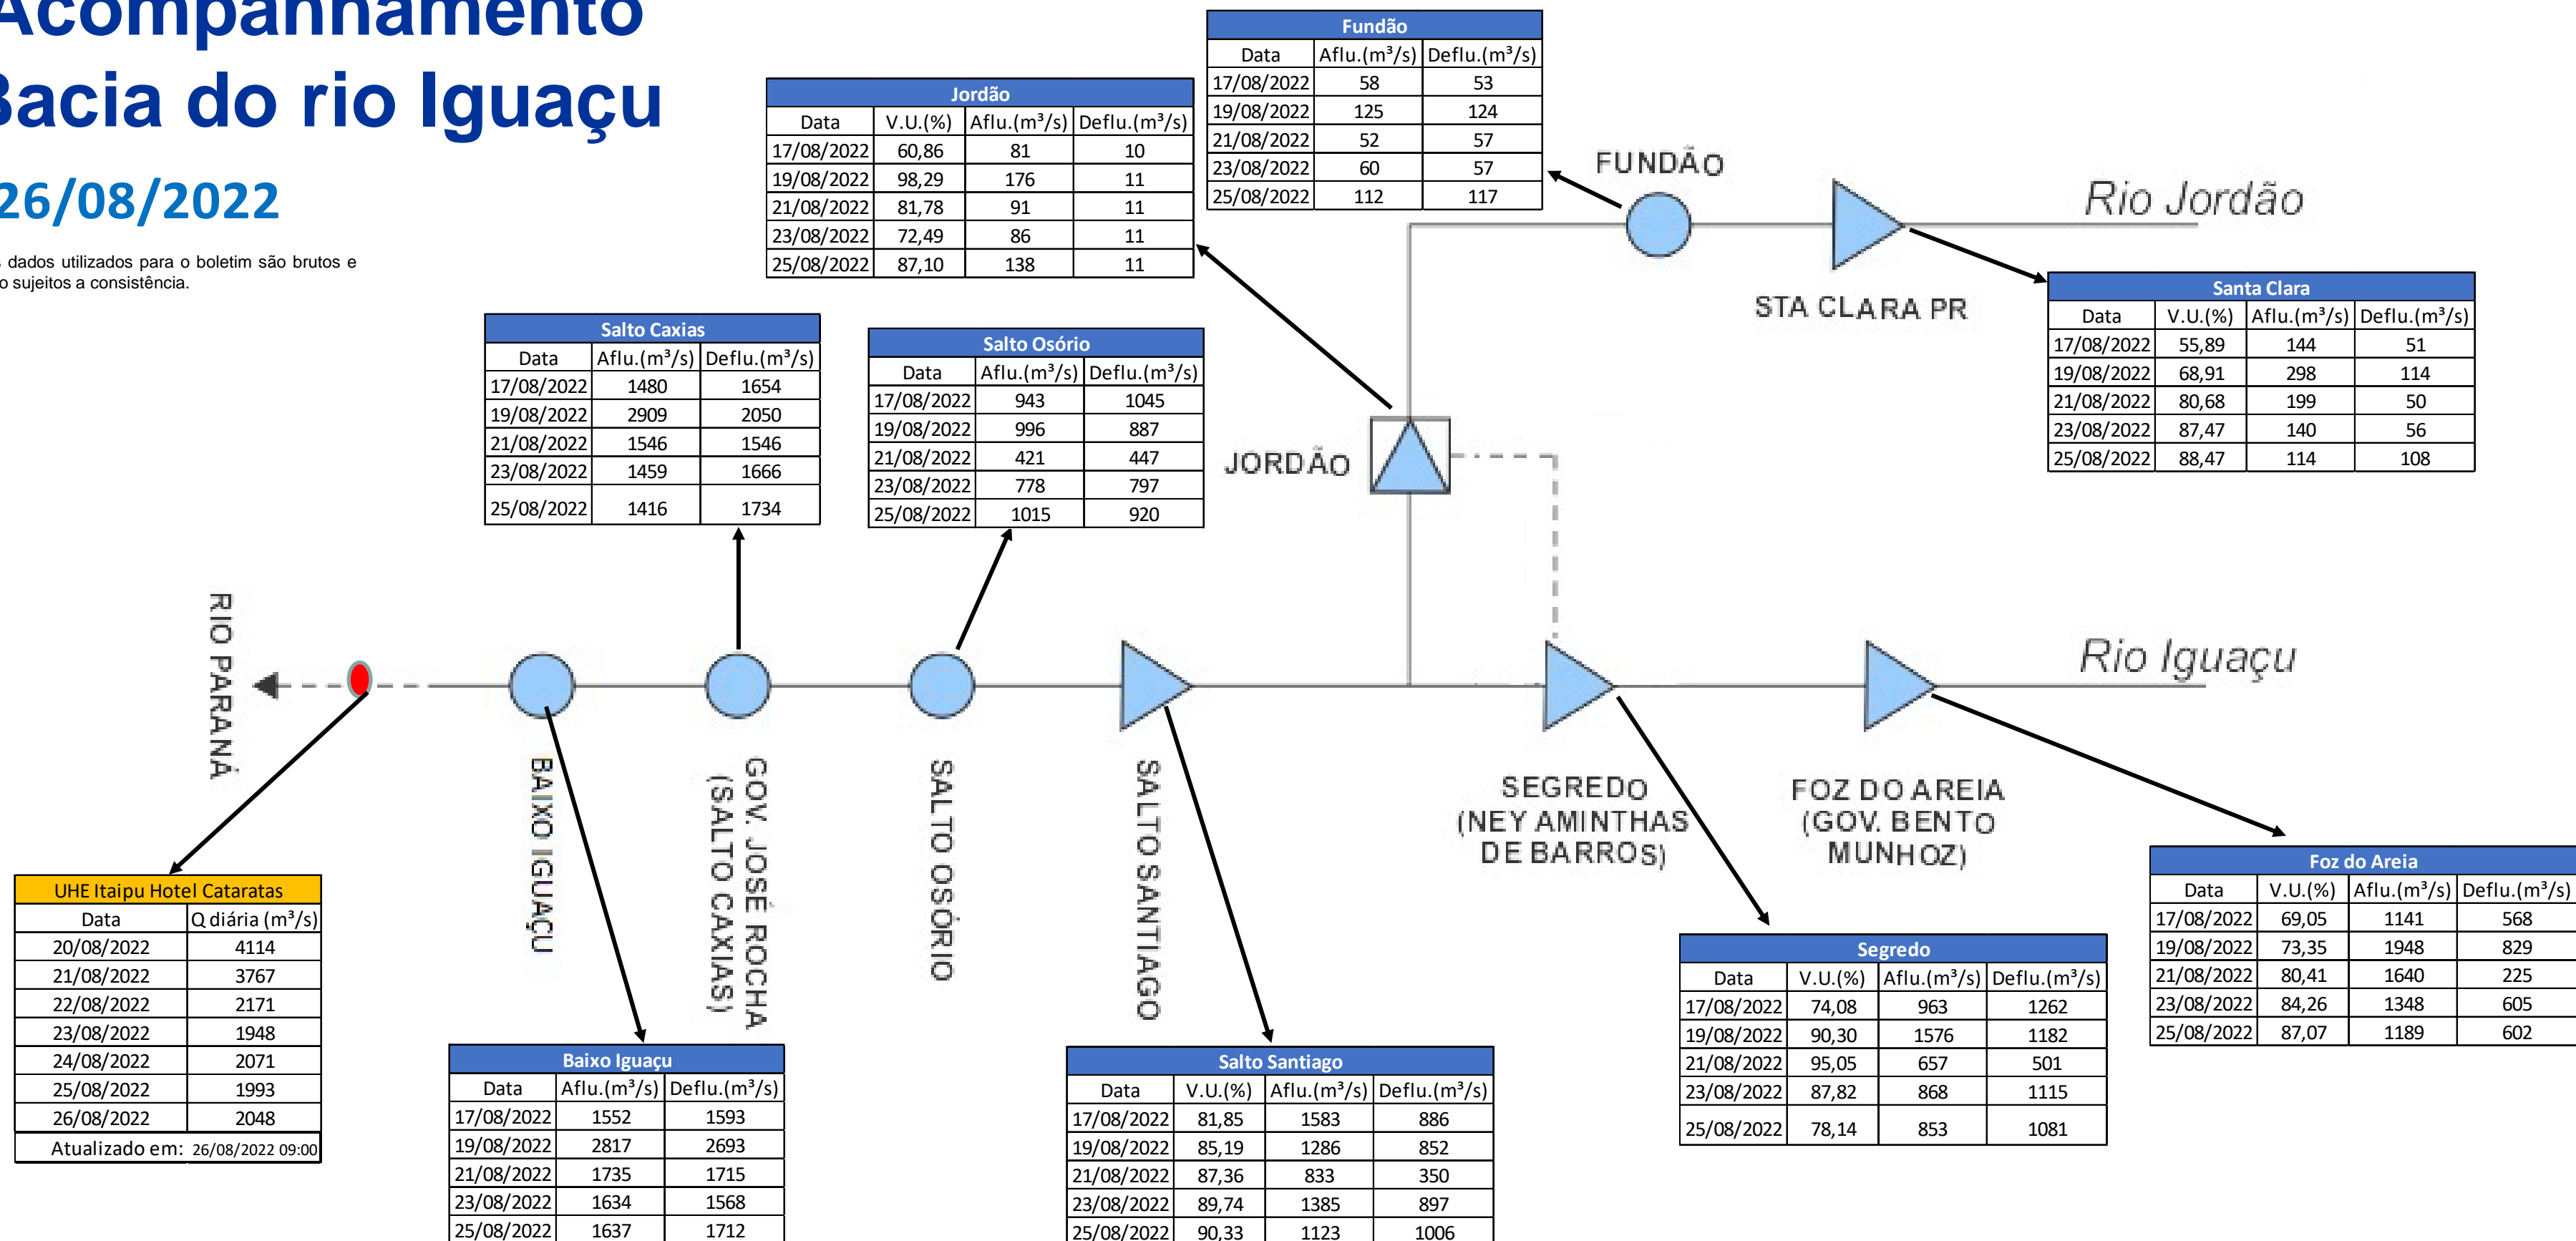 Acompanhamento
Bacia do rio Iguaçu
26/08/2022
s dados utilizados para o boletim são brutos e
o sujeitos a consistência.
Fundão
Data Aflu.(m³/s) Deflu.(m³/s)
17/08/2022 58 53
19/08/2022 125 124
21/08/2022 52 57
23/08/2022 60 57
25/08/2022 112 117
Jordão
Data V.U.(%) Aflu.(m³/s) Deflu.(m³/s)
17/08/2022 60,86 81 10
19/08/2022 98,29 176 11
21/08/2022 81,78 91 11
23/08/2022 72,49 86 11
25/08/2022 87,10 138 11
FUNDÃO
Rio Jordão
STA CLARA PR
Santa Clara
Data V.U.(%) Aflu.(m³/s) Deflu.(m³/s)
17/08/2022 55,89 144 51
19/08/2022 68,91 298 114
21/08/2022 80,68 199 50
23/08/2022 87,47 140 56
25/08/2022 88,47 114 108
Salto Caxias
Data Aflu.(m³/s) Deflu.(m³/s)
17/08/2022 1480 1654
19/08/2022 2909 2050
21/08/2022 1546 1546
23/08/2022 1459 1666
25/08/2022 1416 1734
Salto Osório
Data Aflu.(m³/s) Deflu.(m³/s)
17/08/2022 943 1045
19/08/2022 996 887
21/08/2022 421 447
23/08/2022 778 797
25/08/2022 1015 920
JORDÃO
RIO PARANÁ
Rio Iguaçu
BAIXO IGUAÇU
GOV. JOSÉ ROCHA
(SALTO CAXIAS)
SALTO OSÓRIO
SALTO SANTIAGO
SEGREDO
(NEY AMINTHAS
DE BARROS)
FOZ DO AREIA
(GOV. BENTO
MUNHOZ)
UHE Itaipu Hotel Cataratas
Data Q diária (m³/s)
20/08/2022 4114
21/08/2022 3767
22/08/2022 2171
23/08/2022 1948
24/08/2022 2071
25/08/2022 1993
26/08/2022 2048
Atualizado em: 26/08/2022 09:00
Baixo Iguaçu
Data Aflu.(m³/s) Deflu.(m³/s)
17/08/2022 1552 1593
19/08/2022 2817 2693
21/08/2022 1735 1715
23/08/2022 1634 1568
25/08/2022 1637 1712
Salto Santiago
Data V.U.(%) Aflu.(m³/s) Deflu.(m³/s)
17/08/2022 81,85 1583 886
19/08/2022 85,19 1286 852
21/08/2022 87,36 833 350
23/08/2022 89,74 1385 897
25/08/2022 90,33 1123 1006
Segredo
Data V.U.(%) Aflu.(m³/s) Deflu.(m³/s)
17/08/2022 74,08 963 1262
19/08/2022 90,30 1576 1182
21/08/2022 95,05 657 501
23/08/2022 87,82 868 1115
25/08/2022 78,14 853 1081
Foz do Areia
Data V.U.(%) Aflu.(m³/s) Deflu.(m³/s)
17/08/2022 69,05 1141 568
19/08/2022 73,35 1948 829
21/08/2022 80,41 1640 225
23/08/2022 84,26 1348 605
25/08/2022 87,07 1189 602